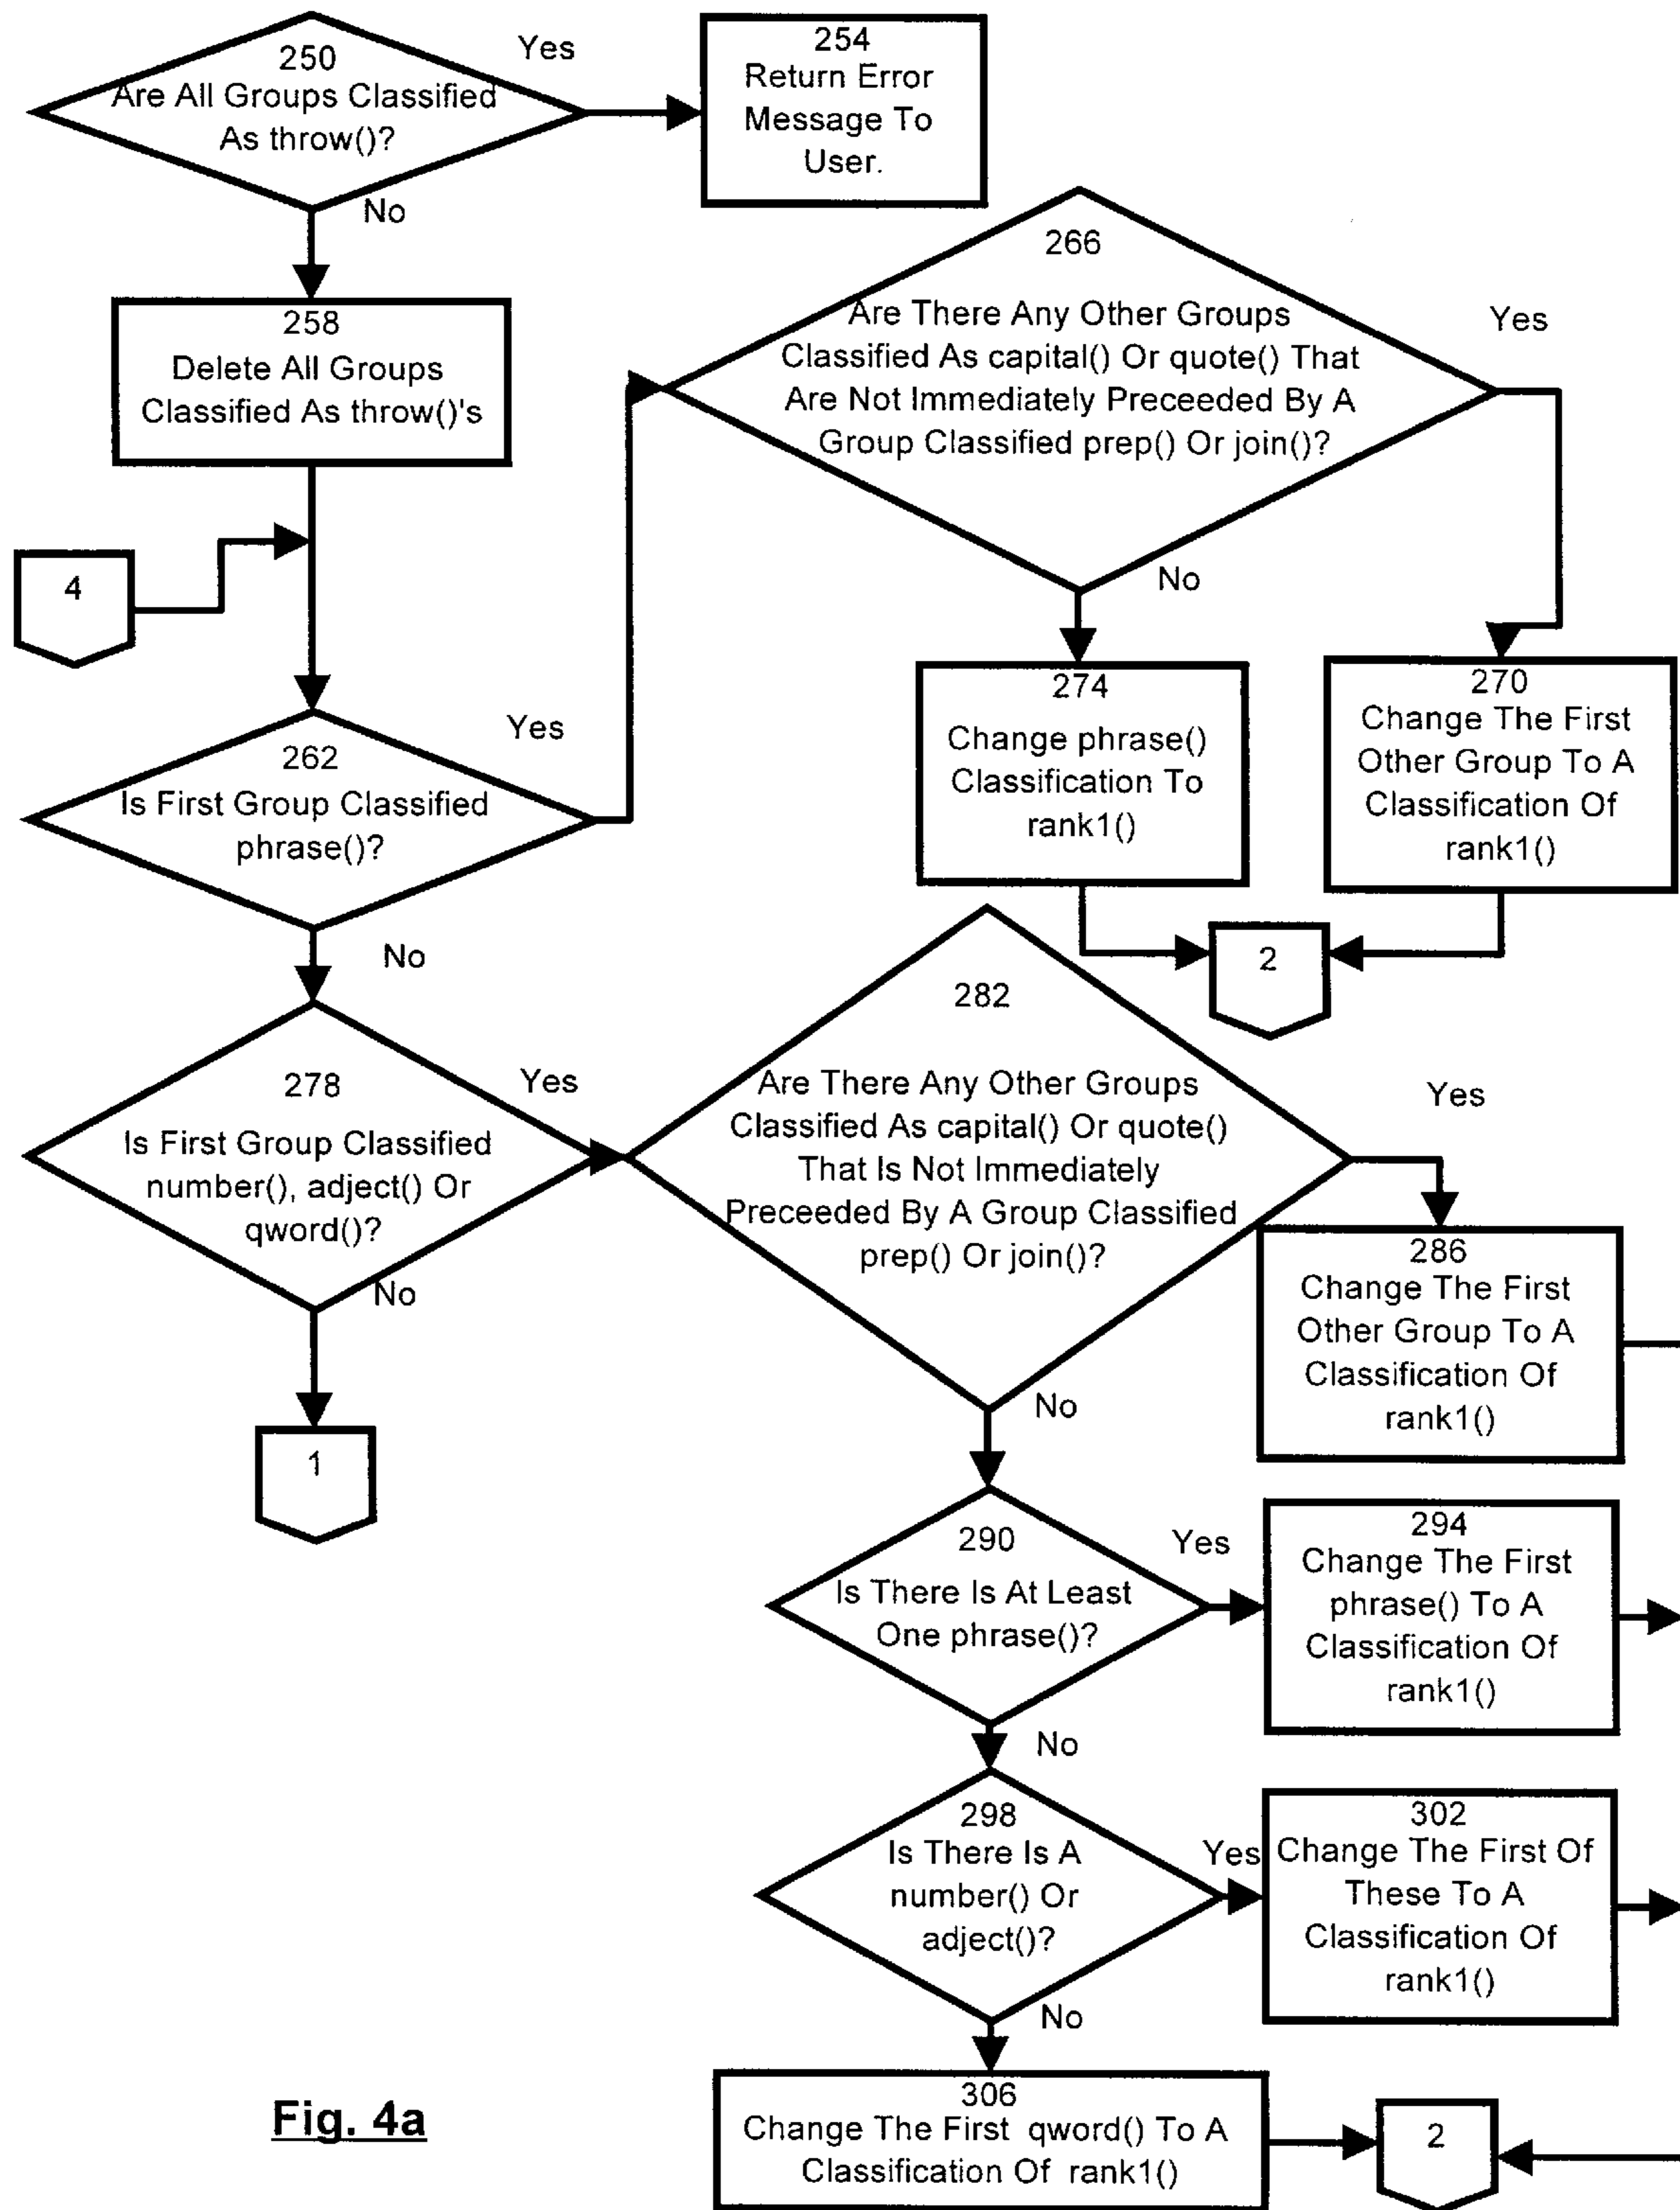 250
Are All Groups Classified
As throw()?
Yes
No
254
Return Error
Message To
User.
258
Delete All Groups
Classified As throw()'s
4
262
Is First Group Classified
phrase()?
Yes
No
266
Are There Any Other Groups
Classified As capital() Or quote() That
Are Not Immediately Preceeded By A
Group Classified prep() Or join()?
Yes
No
274
Change phrase()
Classification To
rank1()
270
Change The First
Other Group To A
Classification Of
rank1()
2
278
Is First Group Classified
number(), adject() Or
qword()?
Yes
No
1
282
Are There Any Other Groups
Classified As capital() Or quote()
That Is Not Immediately
Preceeded By A Group Classified
prep() Or join()?
Yes
No
286
Change The First
Other Group To A
Classification Of
rank1()
290
Is There Is At Least
One phrase()?
Yes
No
294
Change The First
phrase() To A
Classification Of
rank1()
298
Is There Is A
number() Or
adject()?
Yes
No
302
Change The First Of
These To A
Classification Of
rank1()
306
Change The First qword() To A
Classification Of rank1()
2
Fig. 4a